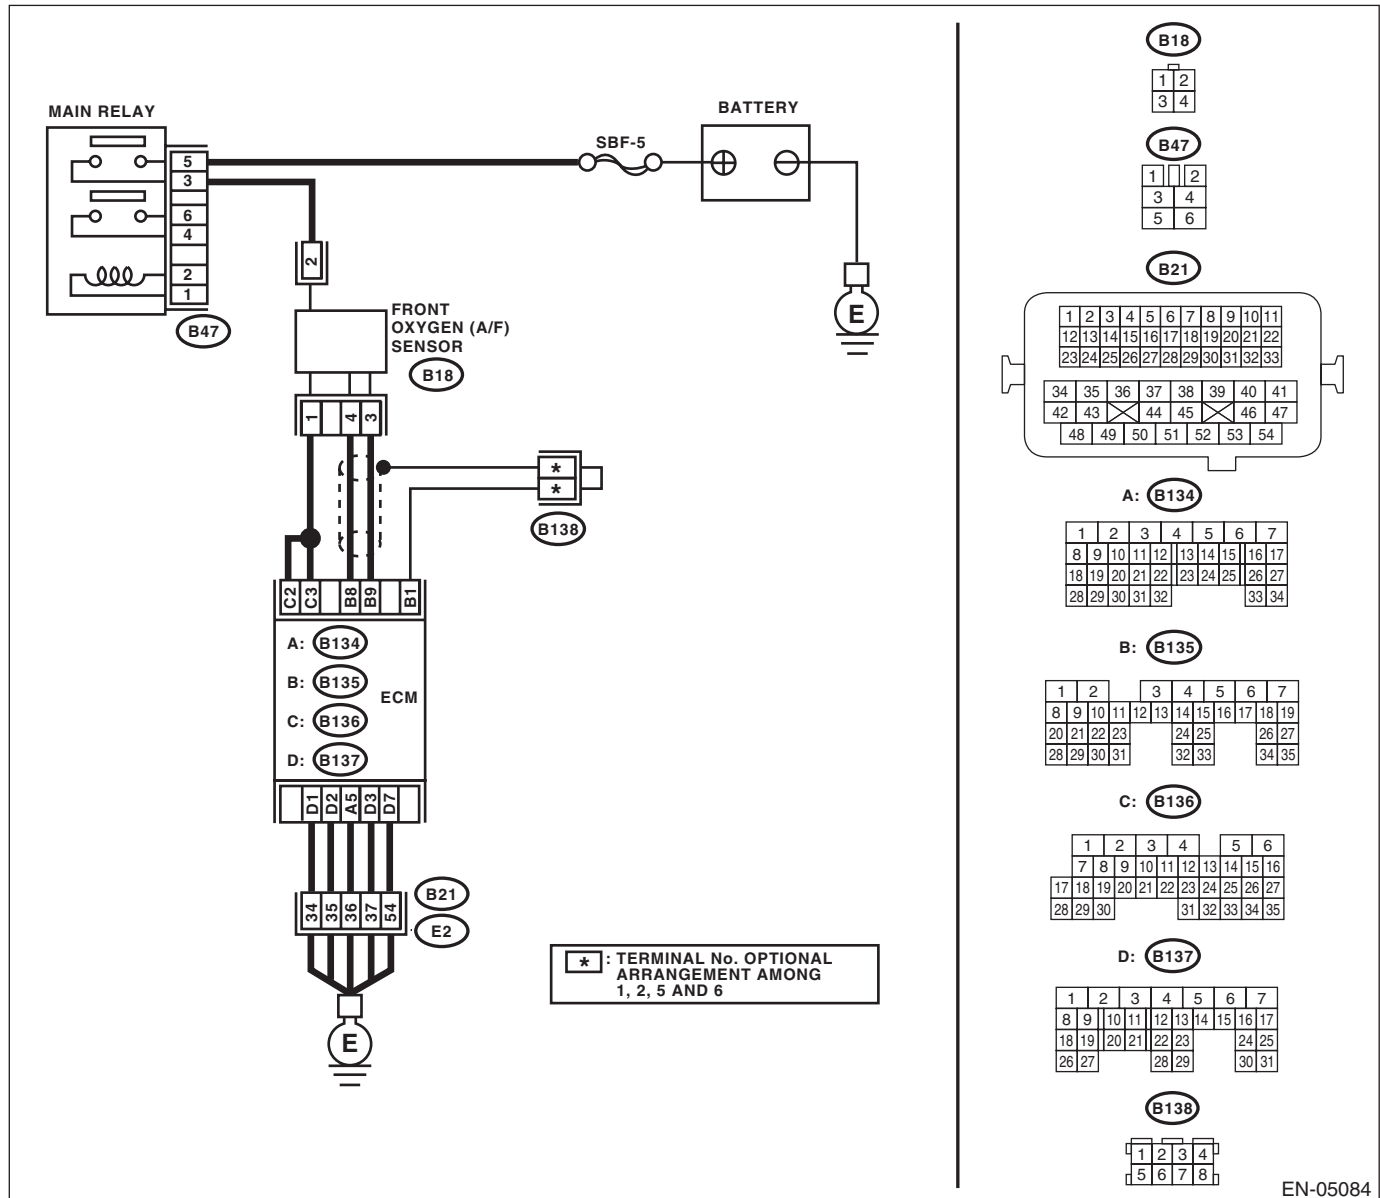 MAIN RELAY
5
3
6
4
2
1
B47
SBF-5
BATTERY
E
2
FRONT
OXYGEN (A/F)
SENSOR
B18
1 4 3
*
*
B138
C2 C3 B8 B9 B1
A: B134
B: B135
C: B136
D: B137
ECM
D1 D2 A5 D3 D7
34 35 36 37 54
B21
E2
E
* : TERMINAL No. OPTIONAL
ARRANGEMENT AMONG
1, 2, 5 AND 6
B18
1 2
3 4
B47
1 2
3 4
5 6
B21
1 2 3 4 5 6 7 8 9 10 11
12 13 14 15 16 17 18 19 20 21 22
23 24 25 26 27 28 29 30 31 32 33
34 35 36 37 38 39 40 41
42 43 44 45 46 47
48 49 50 51 52 53 54
A: B134
1 2 3 4 5 6 7
8 9 10 11 12 13 14 15 16 17
18 19 20 21 22 23 24 25 26 27
28 29 30 31 32 33 34
B: B135
1 2 3 4 5 6 7
8 9 10 11 12 13 14 15 16 17 18 19
20 21 22 23 24 25 26 27
28 29 30 31 32 33 34 35
C: B136
1 2 3 4 5 6
7 8 9 10 11 12 13 14 15 16
17 18 19 20 21 22 23 24 25 26 27
28 29 30 31 32 33 34 35
D: B137
1 2 3 4 5 6 7
8 9 10 11 12 13 14 15 16 17
18 19 20 21 22 23 24 25
26 27 28 29 30 31
B138
1 2 3 4
5 6 7 8
EN-05084